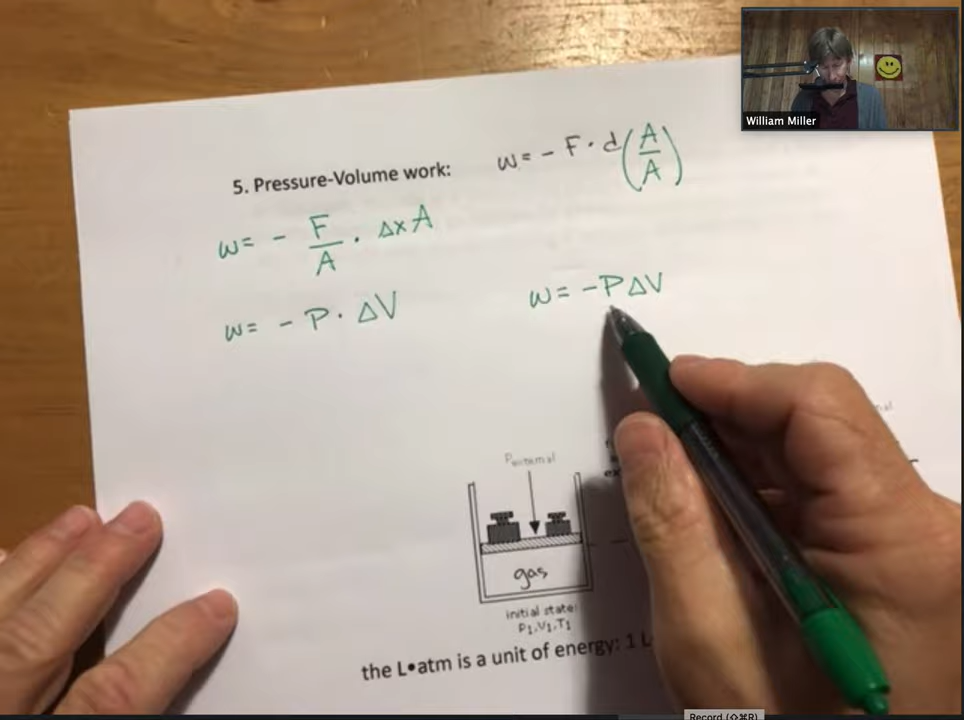 William Miller
5. Pressure-Volume work:
w = - F · d (A/A)
w = - F/A · Δx A
w = - P · ΔV
w = - P ΔV
Pexternal
gas
initial state:
P1, V1, T1
the L•atm is a unit of energy: 1 L
Record (⇧⌘R)